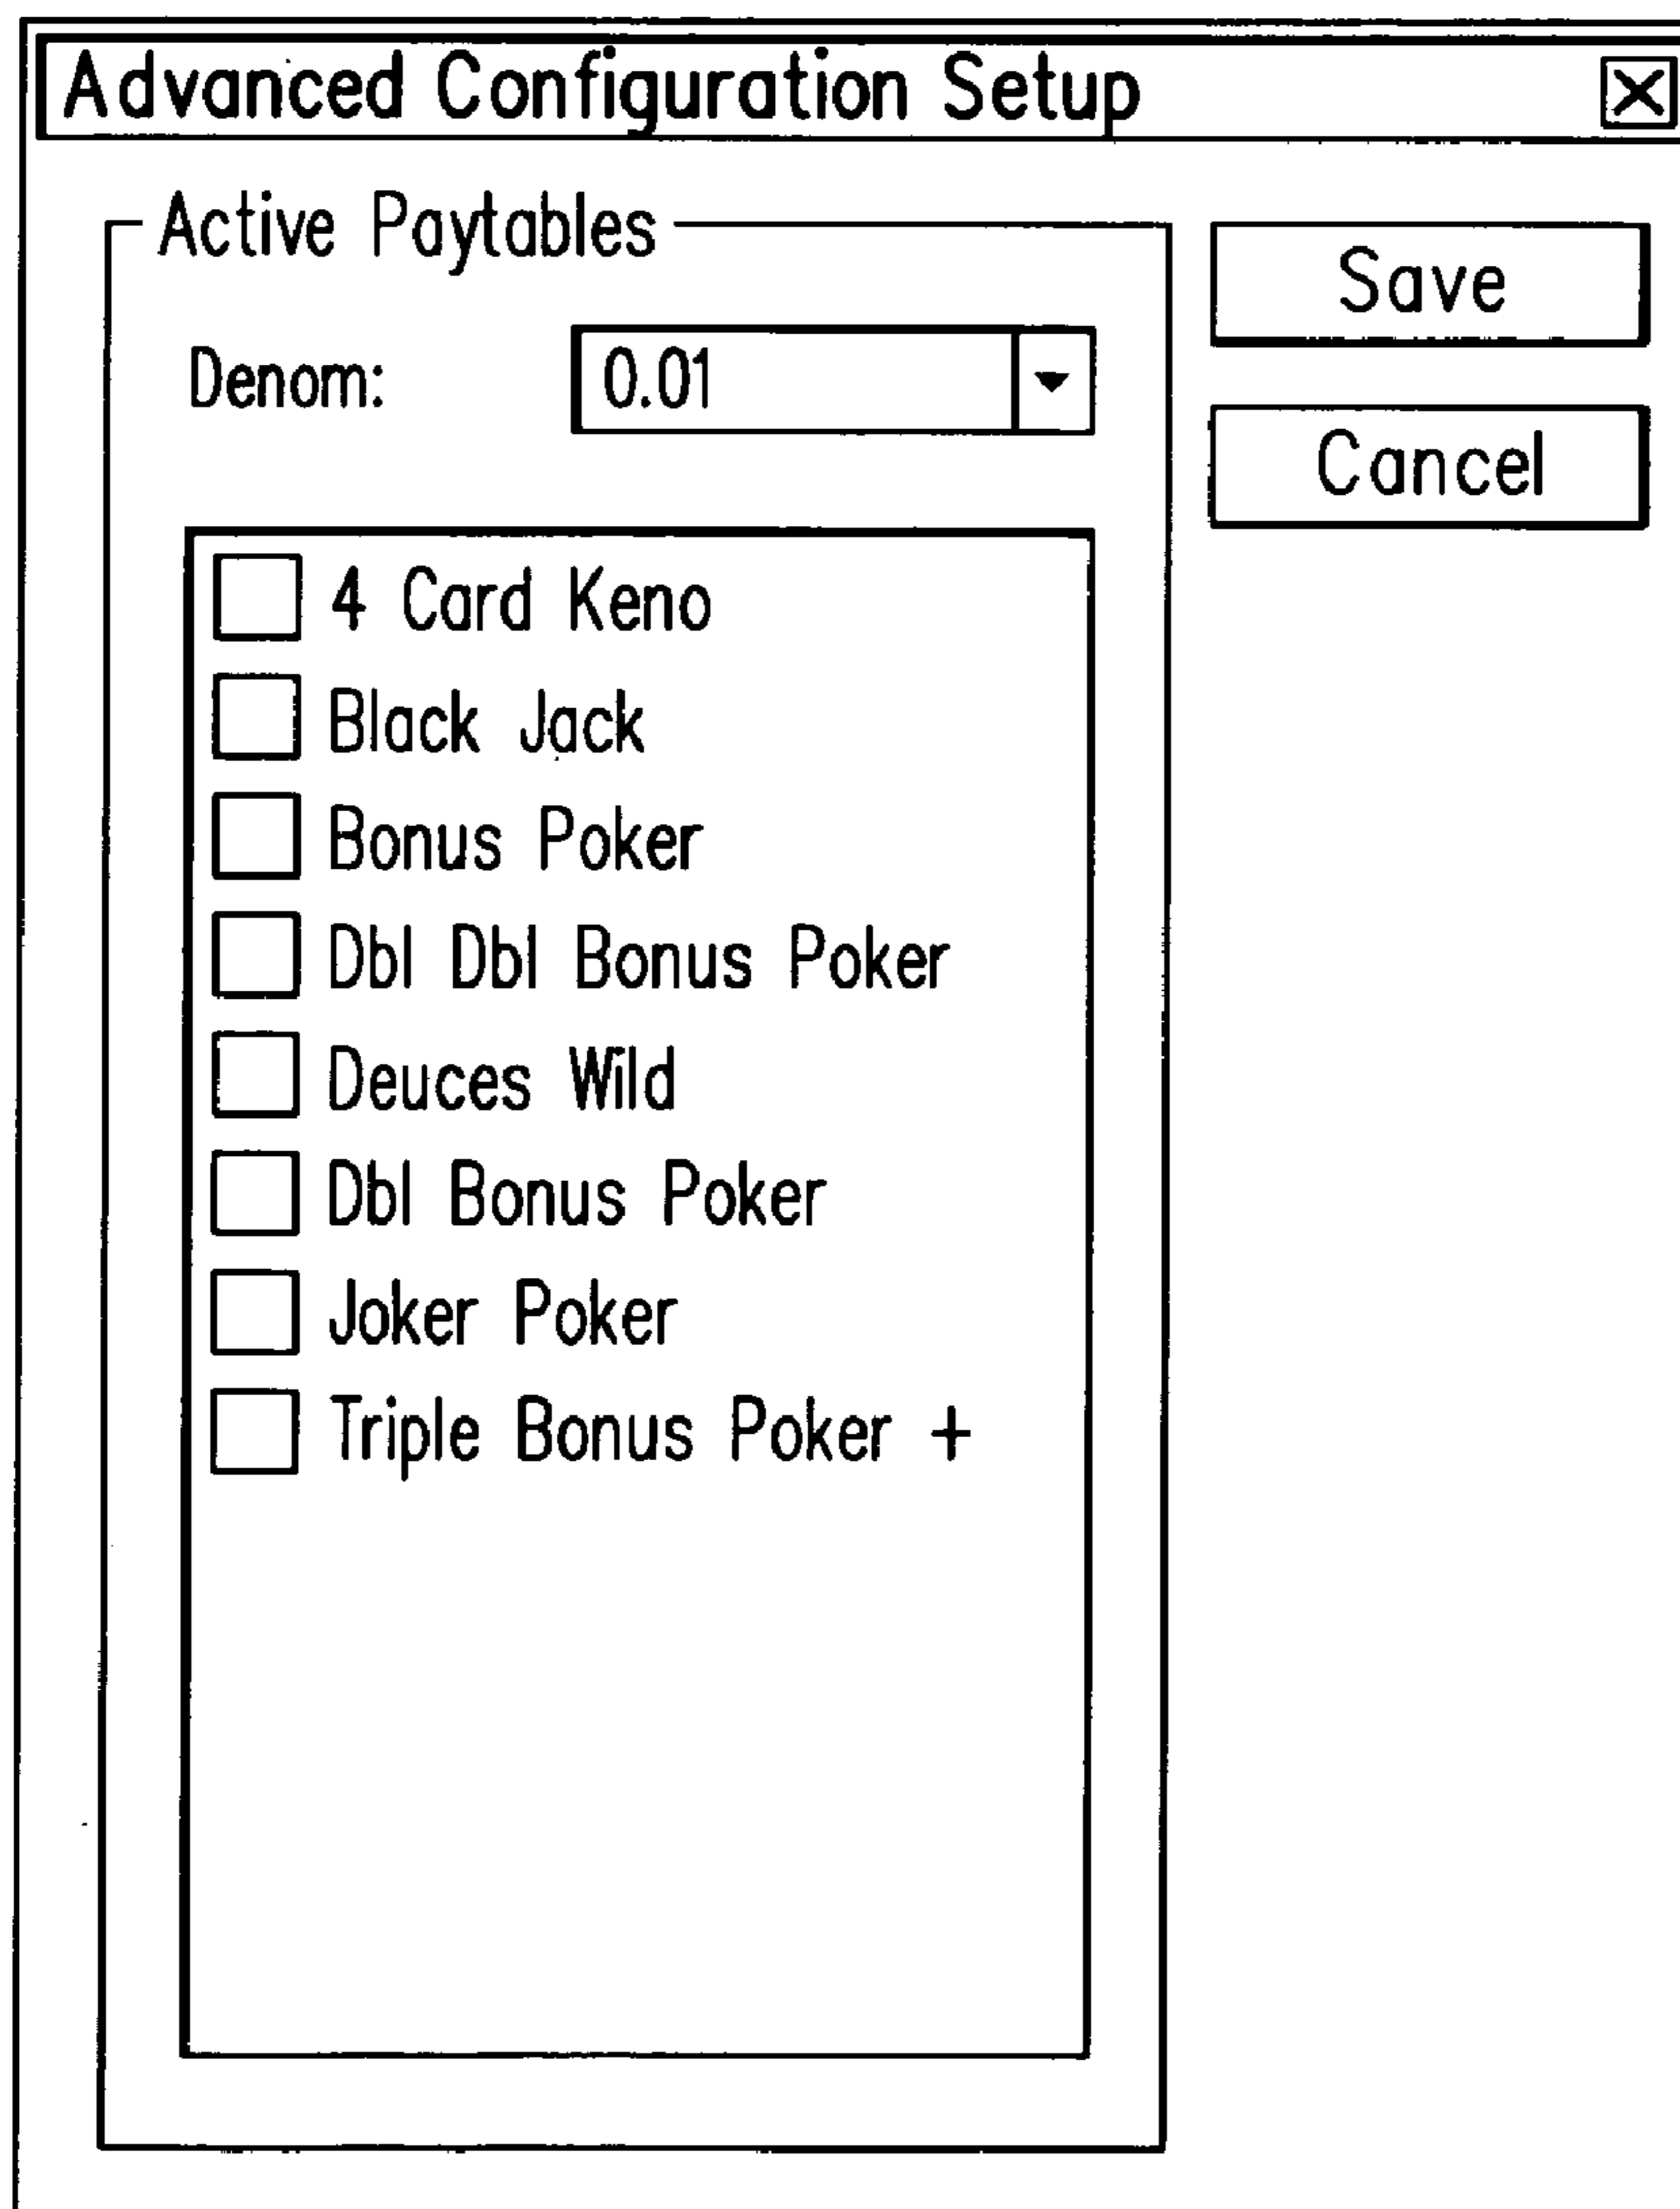 Advanced Configuration Setup
Active Paytables
Save
Denom: 0.01
Cancel
4 Card Keno
Black Jack
Bonus Poker
Dbl Dbl Bonus Poker
Deuces Wild
Dbl Bonus Poker
Joker Poker
Triple Bonus Poker +